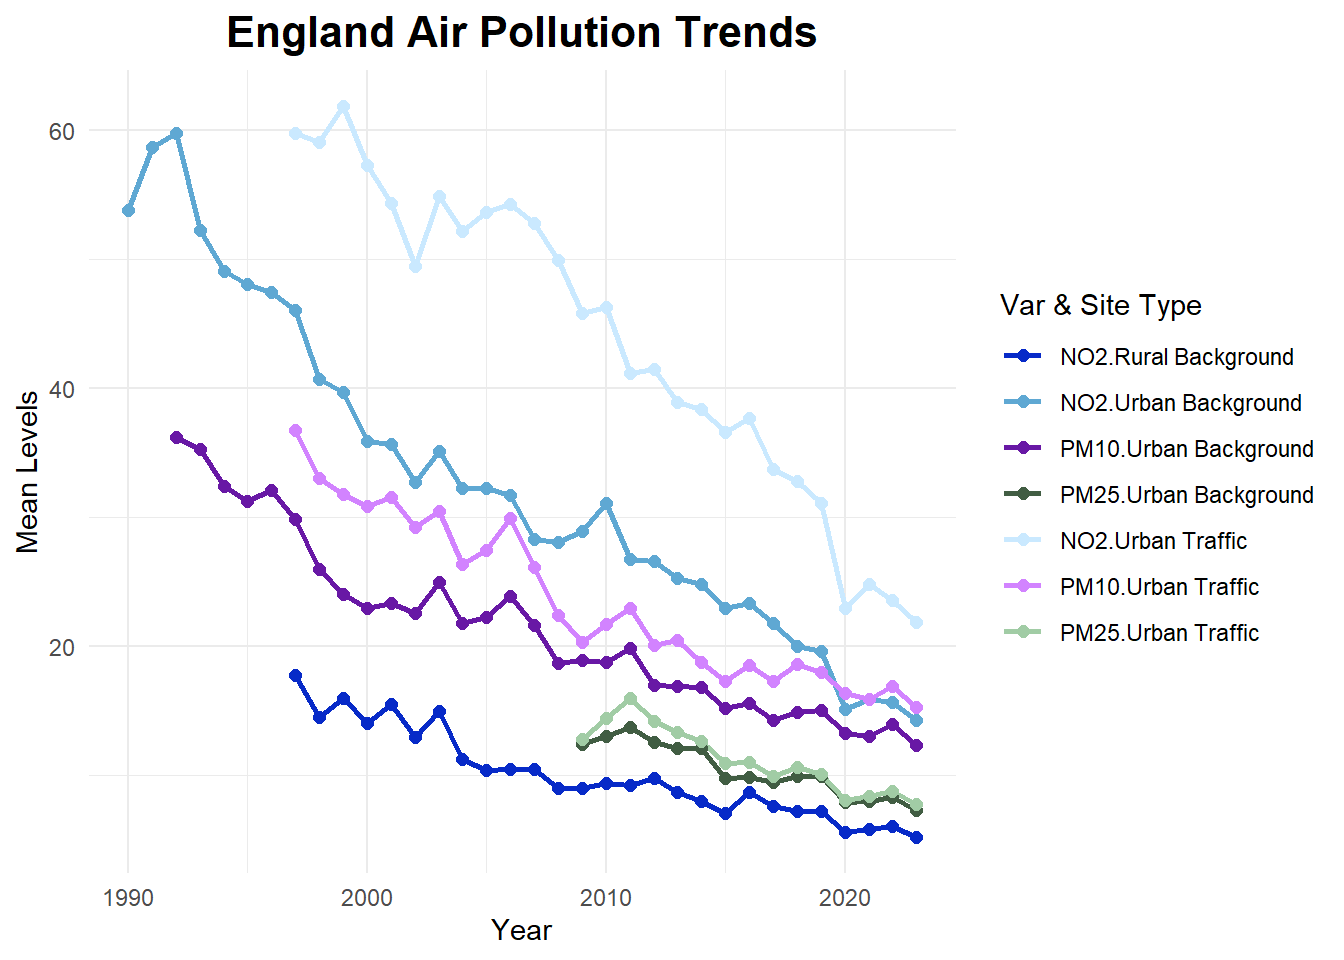 England Air Pollution Trends
60
40
20
Mean Levels
1990
2000
2010
2020
Year
Var & Site Type
NO2.Rural Background
NO2.Urban Background
PM10.Urban Background
PM25.Urban Background
NO2.Urban Traffic
PM10.Urban Traffic
PM25.Urban Traffic